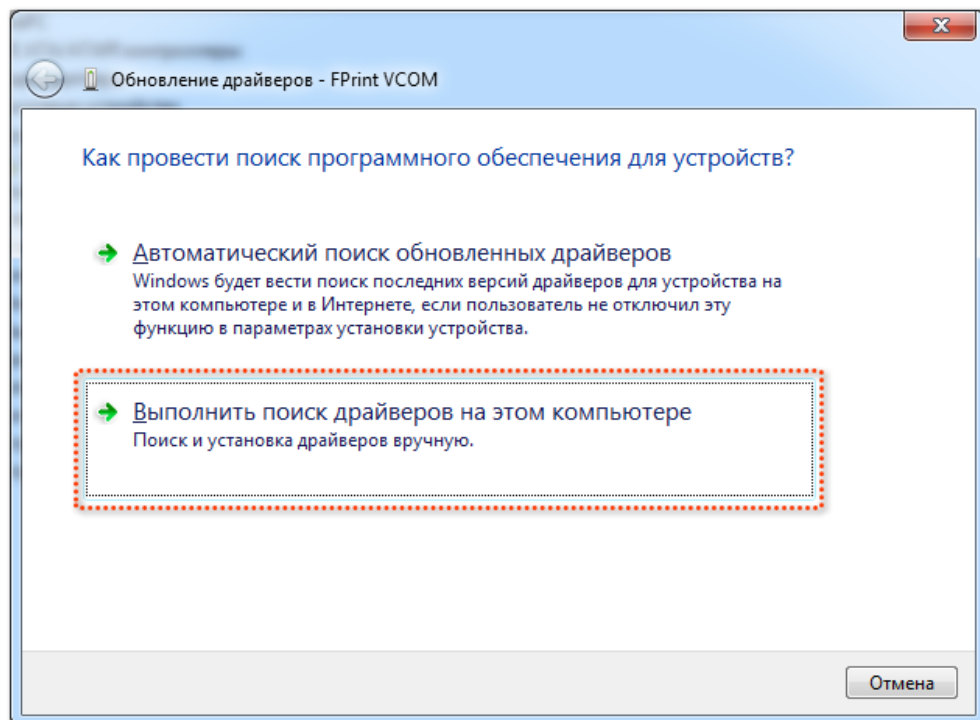 Обновление драйверов - FPrint VCOM
Как провести поиск программного обеспечения для устройств?
Автоматический поиск обновленных драйверов
Windows будет вести поиск последних версий драйверов для устройства на
этом компьютере и в Интернете, если пользователь не отключил эту
функцию в параметрах установки устройства.
Выполнить поиск драйверов на этом компьютере
Поиск и установка драйверов вручную.
Отмена